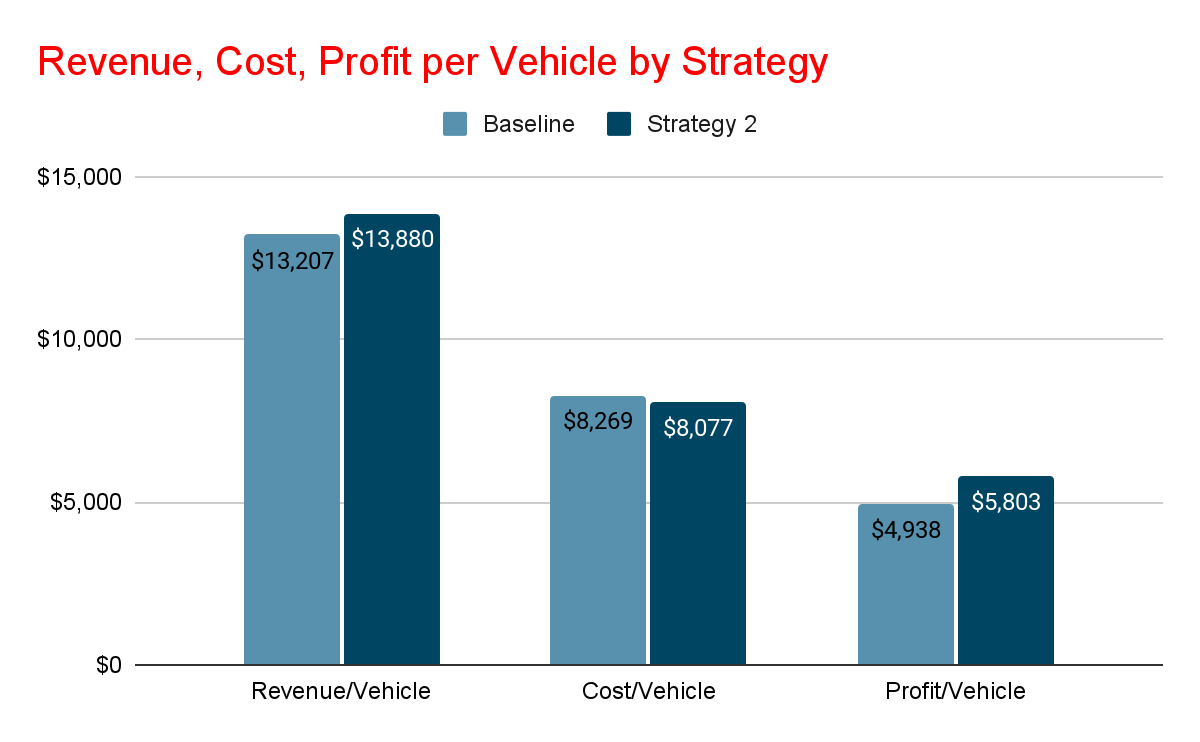 Revenue, Cost, Profit per Vehicle by Strategy
Baseline Strategy 2
$15,000
$10,000
$5,000
$0
$13,207 $13,880
$8,269 $8,077
$4,938 $5,803
Revenue/Vehicle Cost/Vehicle Profit/Vehicle